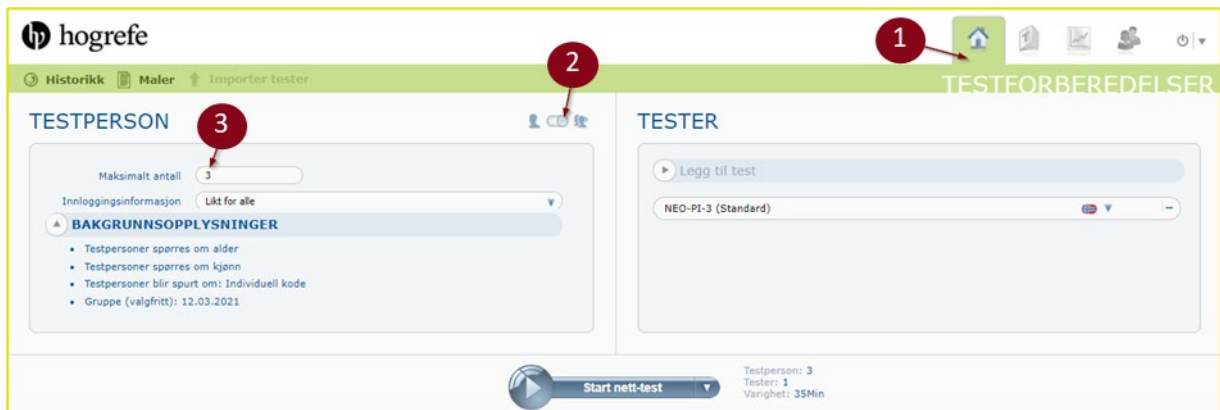 hogrefe
1
Historikk Maler Importer tester
2
TESTFORBEREDELSER
TESTPERSON
3
Maksimalt antall 3
Innloggingsinformasjon Likt for alle
BAKGRUNNSOPPLYSNINGER
Testpersoner spørres om alder
Testpersoner spørres om kjønn
Testpersoner blir spurt om: Individuell kode
Gruppe (valgfritt): 12.03.2021
TESTER
Legg til test
NEO-PI-3 (Standard)
Start nett-test
Testperson: 3
Tester: 1
Varighet: 35Min